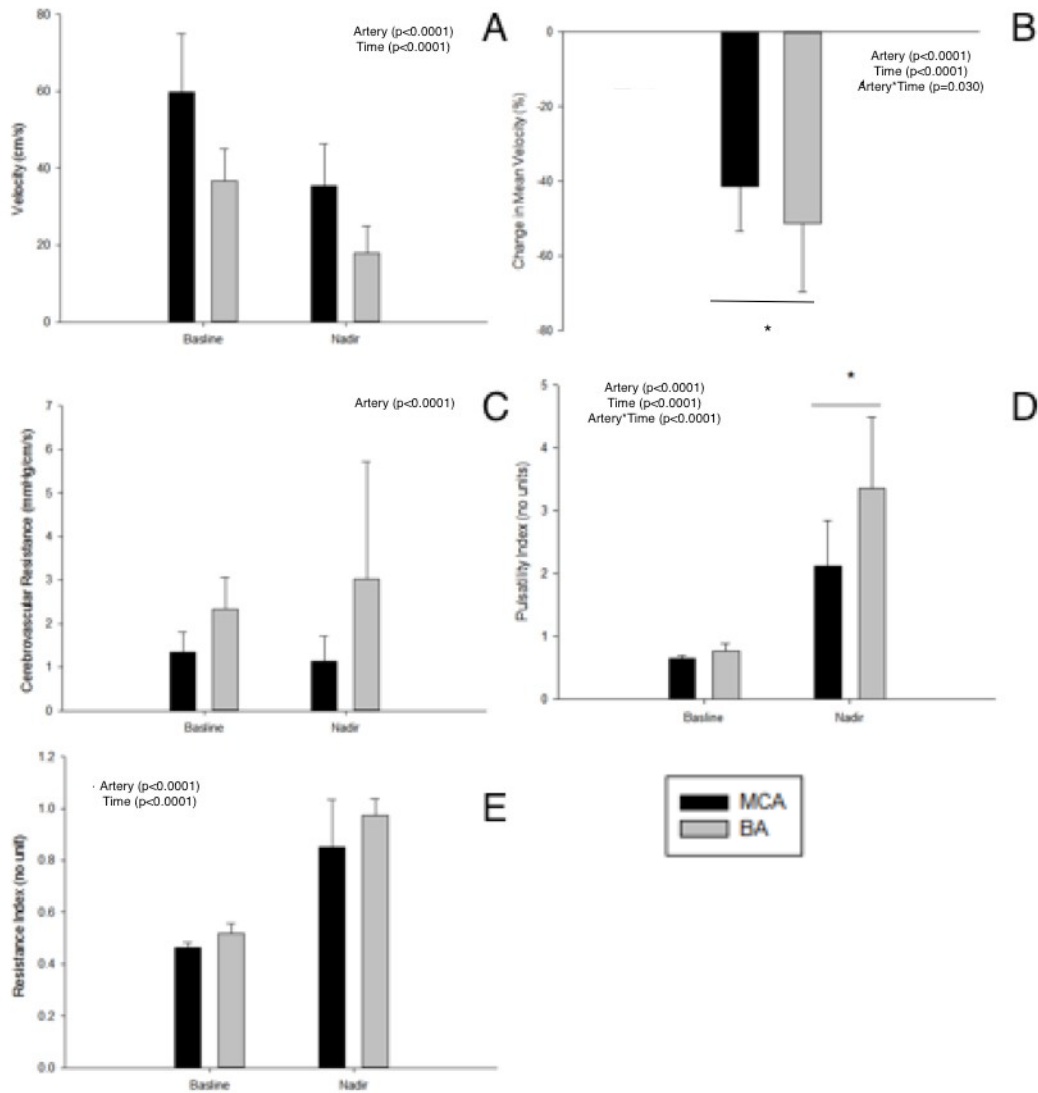 A
Artery (p<0.0001)
Time (p<0.0001)
Velocity (cm/s)
80
60
40
20
0
Basline
Nadir
B
Artery (p<0.0001)
Time (p<0.0001)
Artery*Time (p=0.030)
Change in Mean Velocity (%)
0
-20
-40
-60
-80
*
C
Artery (p<0.0001)
Cerebrovascular Resistance (mmHg/cm/s)
7
6
5
4
3
2
1
0
Basline
Nadir
D
Artery (p<0.0001)
Time (p<0.0001)
Artery*Time (p<0.0001)
*
Pulsatility Index (no units)
5
4
3
2
1
0
Basline
Nadir
E
Artery (p<0.0001)
Time (p<0.0001)
Resistance Index (no unit)
1.2
1.0
0.8
0.6
0.4
0.2
0.0
Basline
Nadir
MCA
BA